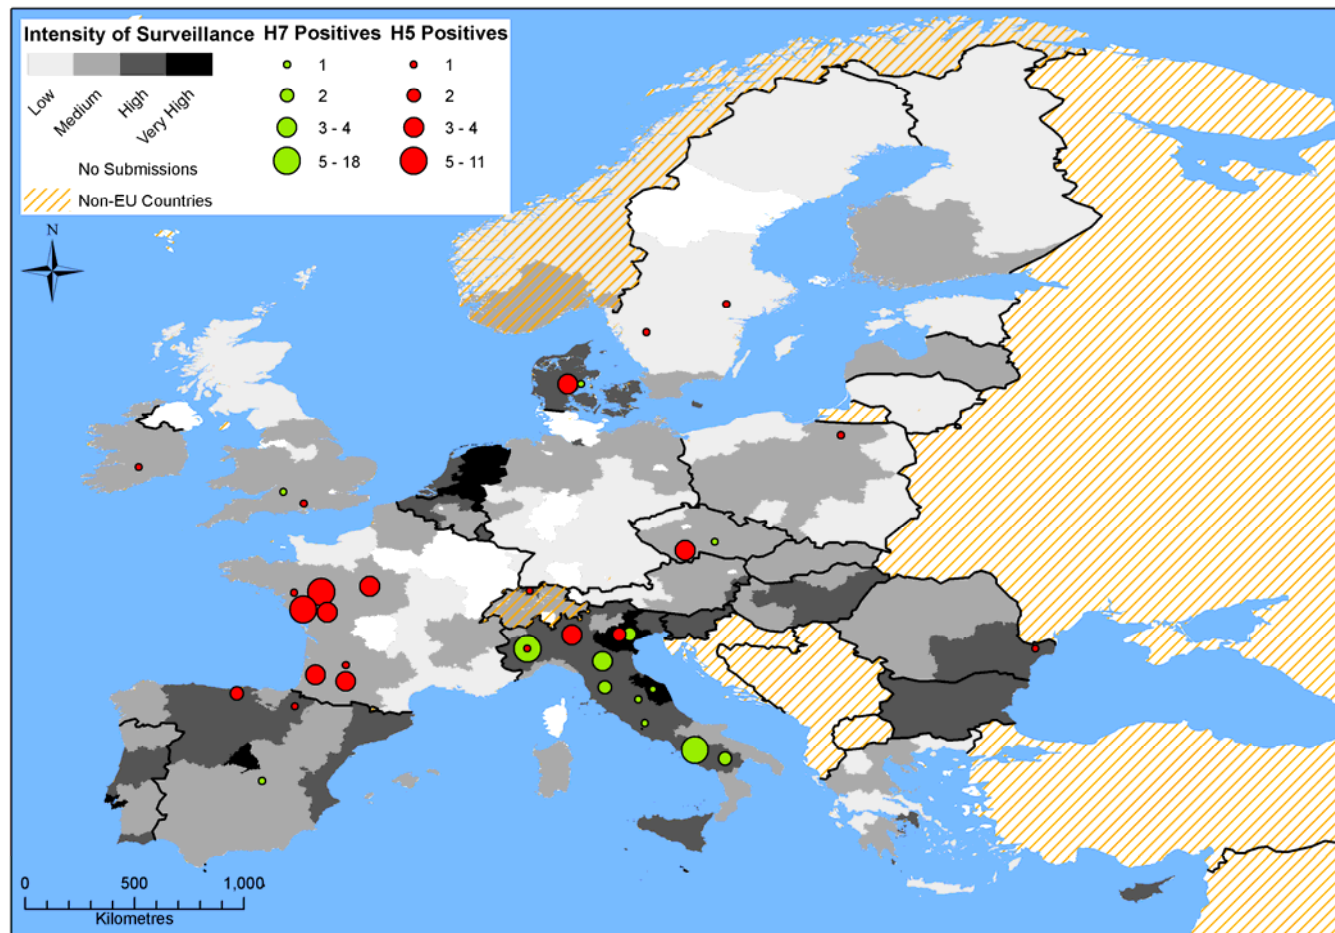 Intensity of Surveillance H7 Positives H5 Positives
1 1
2 2
Low Medium High Very High
3 - 4 3 - 4
5 - 18 5 - 11
No Submissions
Non-EU Countries
N
0 500 1,000
Kilometres